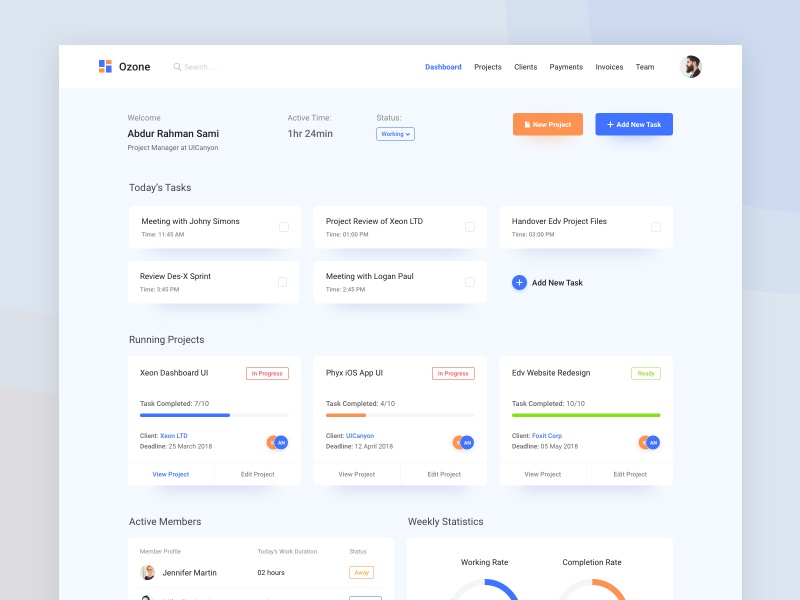 Ozone
Search . . .
Dashboard Projects Clients Payments Invoices Team
Welcome
Abdur Rahman Sami
Project Manager at UICanyon
Active Time:
1hr 24min
Status:
Working
New Project
Add New Task
Today's Tasks
Meeting with Johny Simons
Time: 11:45 AM
Project Review of Xeon LTD
Time: 01:00 PM
Handover Edv Project Files
Time: 03:00 PM
Review Des-X Sprint
Time: 3:45 PM
Meeting with Logan Paul
Time: 2:45 PM
Add New Task
Running Projects
Xeon Dashboard UI
In Progress
Task Completed: 7/10
Client: Xeon LTD
Deadline: 25 March 2018
S AN
View Project Edit Project
Phyx iOS App UI
In Progress
Task Completed: 4/10
Client: UICanyon
Deadline: 12 April 2018
S AN
View Project Edit Project
Edv Website Redesign
Ready
Task Completed: 10/10
Client: Foxit Corp
Deadline: 05 May 2018
S AN
View Project Edit Project
Active Members
Member Profile Today's Work Duration Status
Jennifer Martin 02 hours Away
Weekly Statistics
Working Rate
Completion Rate